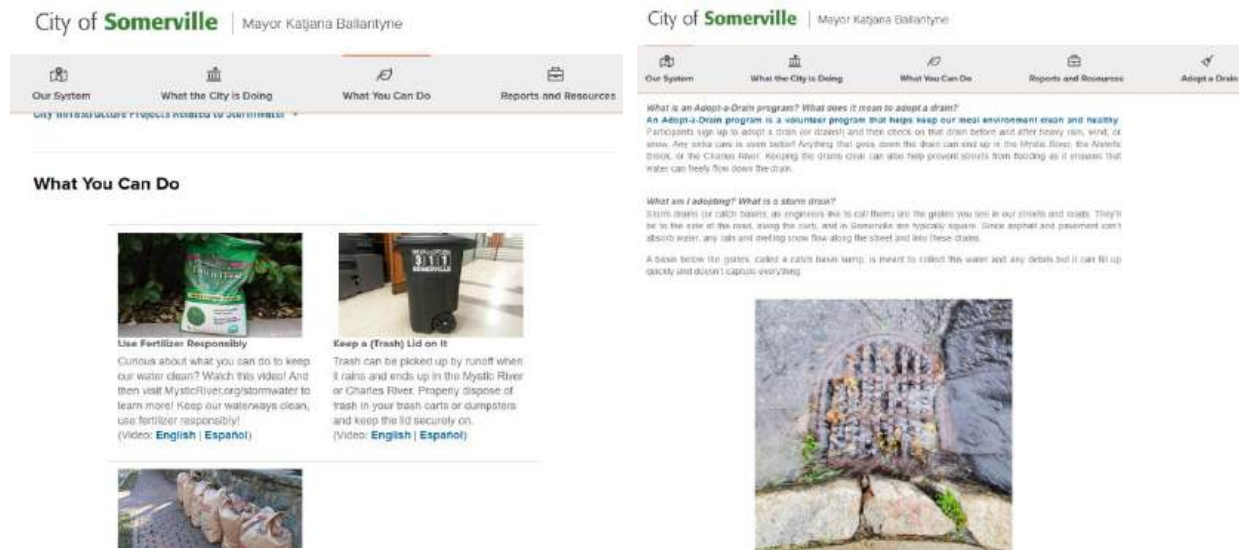 City of Somerville | Mayor Katjana Ballantyne
Our System
What the City is Doing
What You Can Do
Reports and Resources
City Infrastructure Projects Related to Stormwater
What You Can Do
311
SOMERVILLE
Use Fertilizer Responsibly
Curious about what you can do to keep
our water clean? Watch this video! And
then visit MysticRiver.org/stormwater to
learn more! Keep our waterways clean,
use fertilizer responsibly!
(Video: English | Español)
Keep a (Trash) Lid on It
Trash can be picked up by runoff when
it rains and ends up in the Mystic River
or Charles River. Properly dispose of
trash in your trash carts or dumpsters
and keep the lid securely on.
(Video: English | Español)
City of Somerville | Mayor Katjana Ballantyne
Our System
What the City is Doing
What You Can Do
Reports and Resources
Adopt a Drain
What is an Adopt-a-Drain program? What does it mean to adopt a drain?
An Adopt-a-Drain program is a volunteer program that helps keep our local environment clean and healthy.
Participants sign up to adopt a drain (or drains!) and then check on that drain before and after heavy rain, wind, or
snow. Any extra care is even better! Anything that goes down the drain can end up in the Mystic River, the Alewife
Brook, or the Charles River. Keeping the drains clear can also help prevent streets from flooding as it ensures that
water can freely flow down the drain.
What am I adopting? What is a storm drain?
Storm drains (or catch basins, as engineers like to call them) are the grates you see in our streets and roads. They'll
be to the side of the road, along the curb, and in Somerville are typically square. Since asphalt and pavement can't
absorb water, any rain and melting snow flow along the street and into these drains.
A basin below the grates, called a catch basin sump, is meant to collect this water and any debris but it can fill up
quickly and doesn't capture everything.